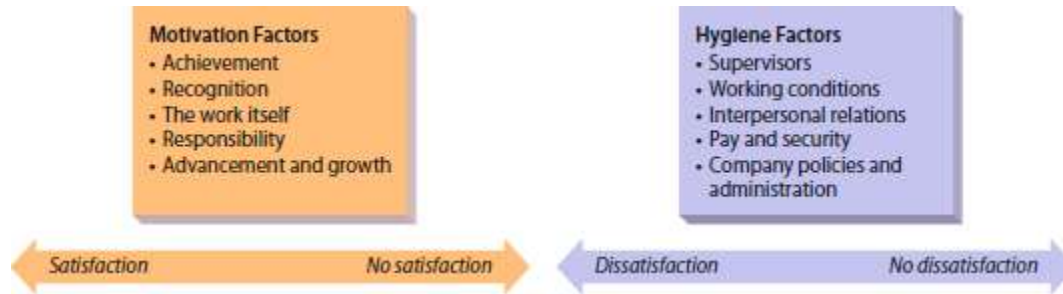 Motivation Factors
• Achievement
• Recognition
• The work itself
• Responsibility
• Advancement and growth
Hygiene Factors
• Supervisors
• Working conditions
• Interpersonal relations
• Pay and security
• Company policies and
administration
Satisfaction
No satisfaction
Dissatisfaction
No dissatisfaction